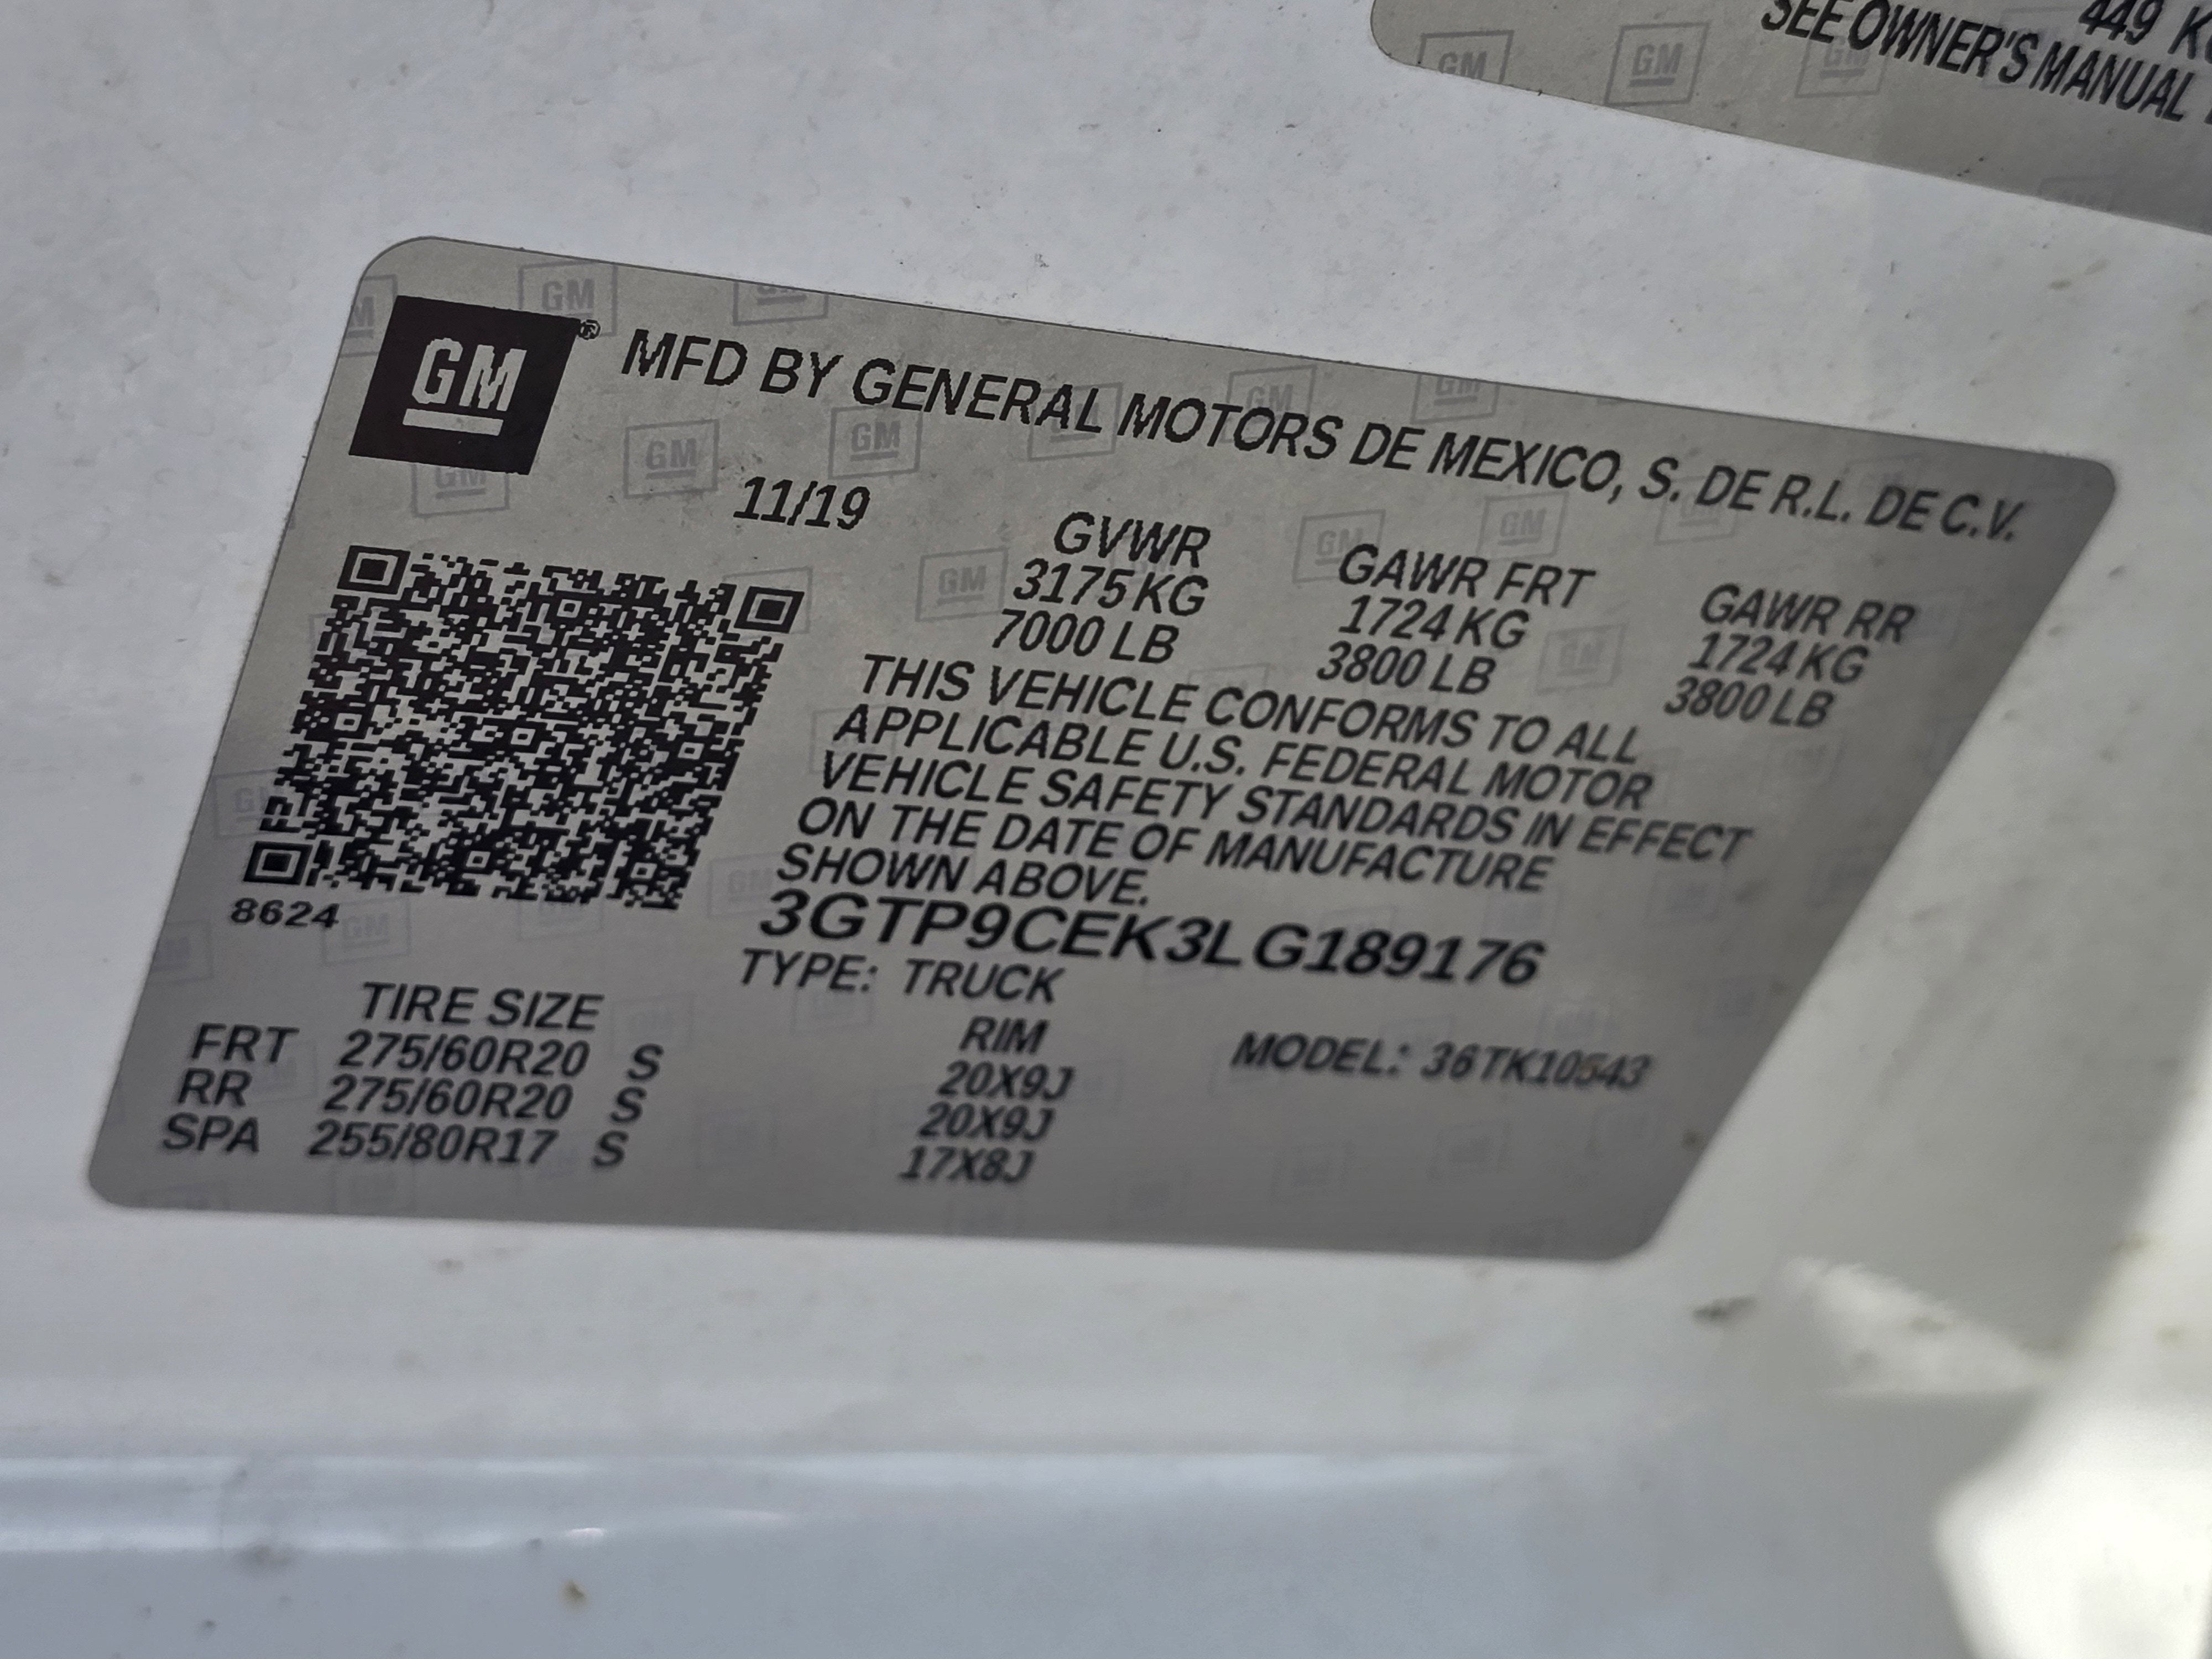 449 K
SEE OWNER'S MANUAL
GM ® MFD BY GENERAL MOTORS DE MEXICO, S. DE R.L. DE C.V.
11/19
GVWR GAWR FRT GAWR RR
3175 KG 1724 KG 1724 KG
7000 LB 3800 LB 3800 LB
THIS VEHICLE CONFORMS TO ALL
APPLICABLE U.S. FEDERAL MOTOR
VEHICLE SAFETY STANDARDS IN EFFECT
ON THE DATE OF MANUFACTURE
SHOWN ABOVE.
8624
3GTP9CEK3LG189176
TYPE: TRUCK
TIRE SIZE RIM MODEL: 36TK10543
FRT 275/60R20 S 20X9J
RR 275/60R20 S 20X9J
SPA 255/80R17 S 17X8J